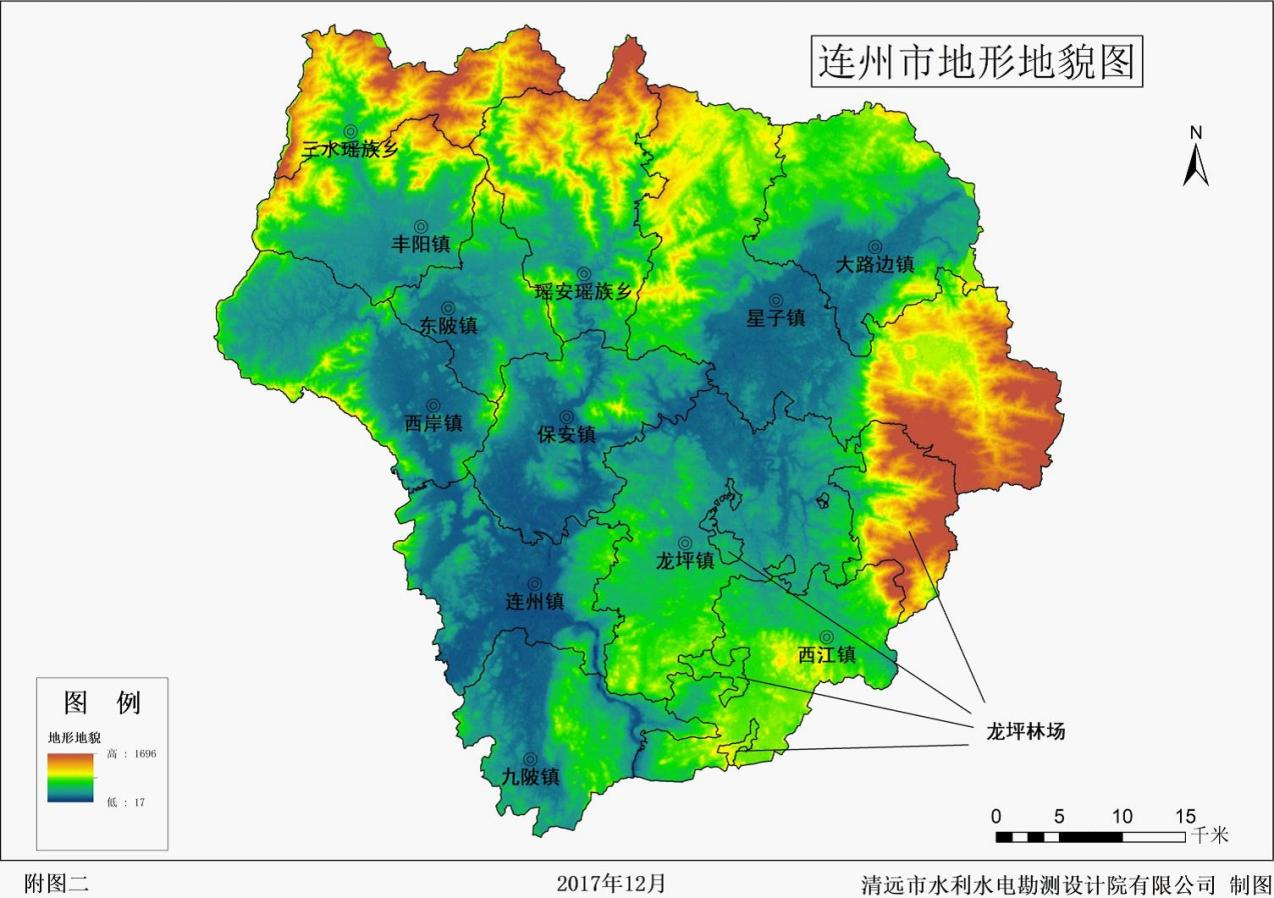 连州市地形地貌图
N
三水瑶族乡
丰阳镇
大路边镇
瑶安瑶族乡
星子镇
东陂镇
西岸镇
保安镇
龙坪镇
连州镇
西江镇
龙坪林场
九陂镇
图 例
地形地貌
高 : 1696
低 : 17
0 5 10 15
千米
附图二 2017年12月 清远市水利水电勘测设计院有限公司 制图